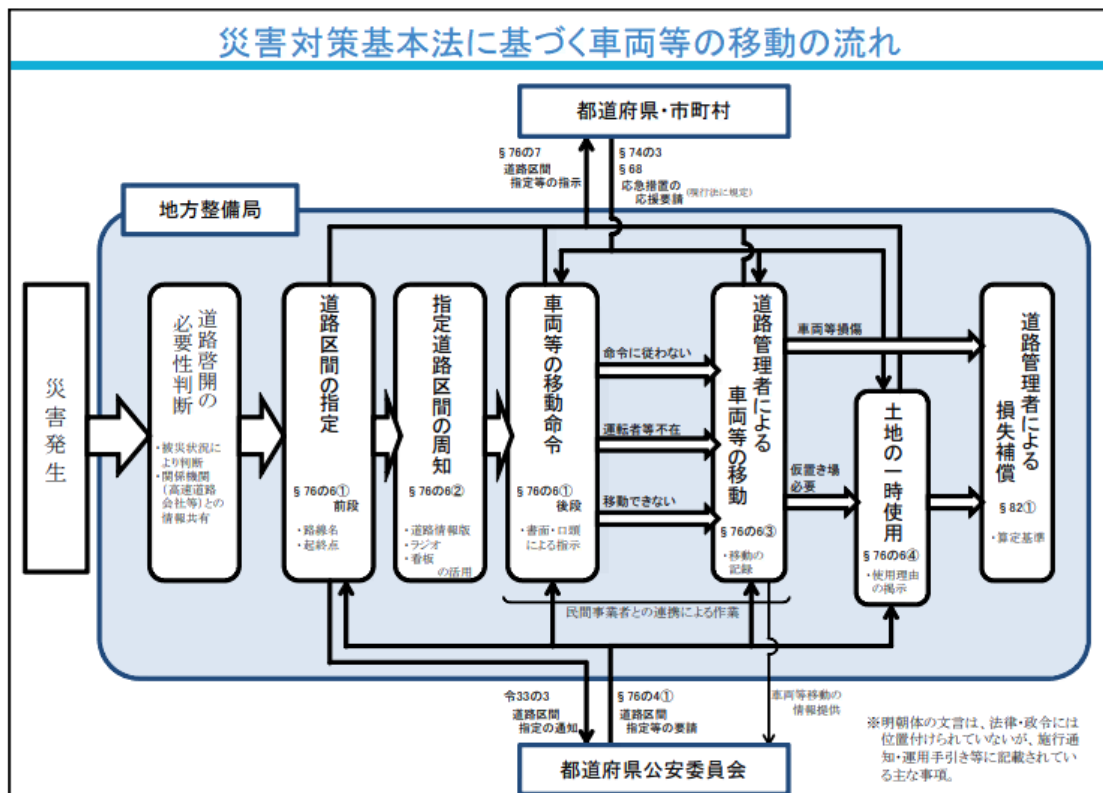 災害対策基本法に基づく車両等の移動の流れ
都道府県・市町村
§76の7
道路区間
指定等の指示
§74の3
§68
応急措置の
応援要請
(現行法に規定)
地方整備局
災害発生
道路啓開の
必要性判断
・被災状況に
より判断
・関係機関
(高速道路
会社等)との
情報共有
道路区間の指定
§76の6①
前段
・路線名
・起終点
指定道路区間の周知
§76の6②
・道路情報版
・ラジオ
・看板
の活用
車両等の移動命令
§76の6①
後段
・書面・口頭
による指示
命令に従わない
運転者等不在
移動できない
道路管理者による
車両等の移動
§76の6③
・移動の
記録
車両等損傷
仮置き場
必要
土地の一時使用
§76の6④
・使用理由
の掲示
道路管理者による
損失補償
§82①
・算定基準
民間事業者との連携による作業
令33の3
道路区間
指定の通知
§76の4①
道路区間
指定等の要請
車両等移動の
情報提供
都道府県公安委員会
※明朝体の文言は、法律・政令には
位置付けられていないが、施行通
知・運用手引き等に記載されてい
る主な事項。